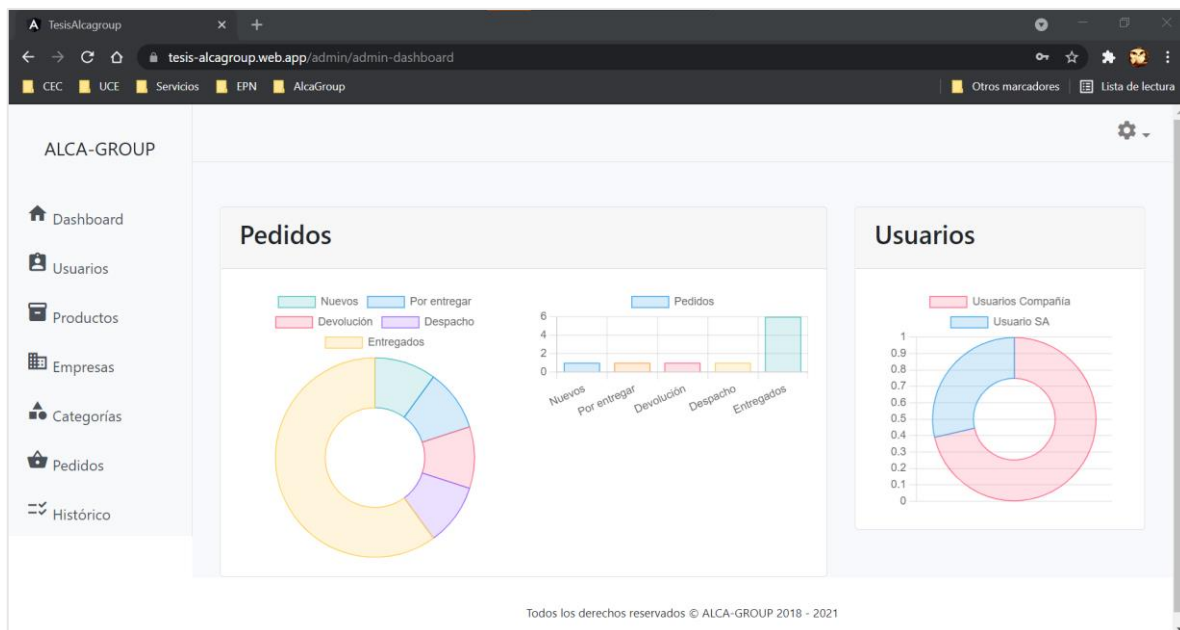 TesisAlcagroup
tesis-alcagroup.web.app/admin/admin-dashboard
CEC UCE Servicios EPN AlcaGroup Otros marcadores Lista de lectura
ALCA-GROUP
Dashboard
Usuarios
Productos
Empresas
Categorías
Pedidos
Histórico
Pedidos
Nuevos Por entregar
Devolución Despacho
Entregados
Pedidos
6
4
2
0
Nuevos Por entregar Devolución Despacho Entregados
Usuarios
Usuarios Compañía
Usuario SA
1
0.9
0.8
0.7
0.6
0.5
0.4
0.3
0.2
0.1
0
Todos los derechos reservados © ALCA-GROUP 2018 - 2021